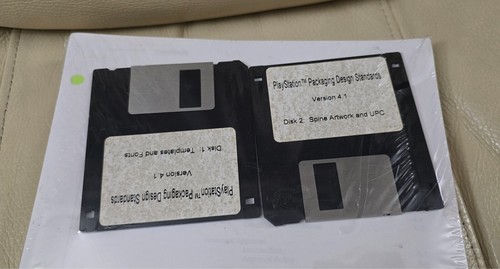 PlayStation™ Packaging Design Standards
Version 4.1
Disk 1: Templates and Fonts
PlayStation™ Packaging Design Standards
Version 4.1
Disk 2: Spine Artwork and UPC